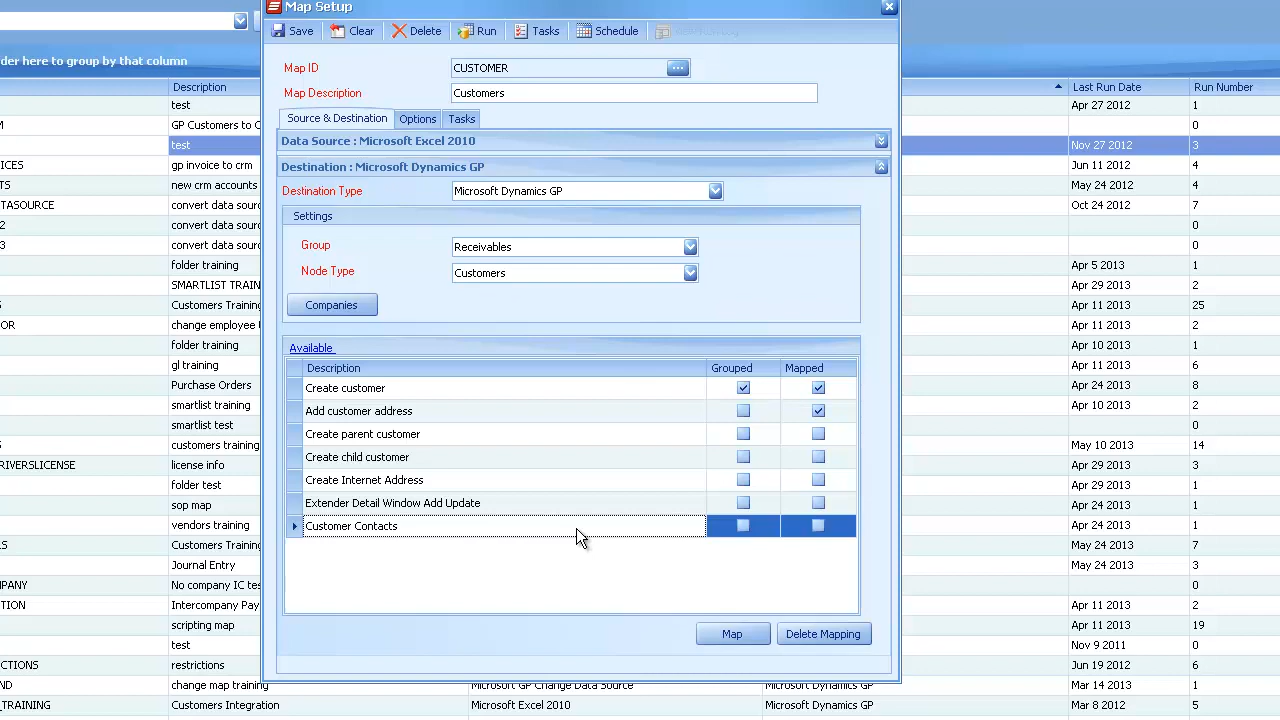 Map Setup
Save Clear Delete Run Tasks Schedule
Map ID CUSTOMER
Map Description Customers
Source & Destination Options Tasks
Data Source : Microsoft Excel 2010
Destination : Microsoft Dynamics GP
Destination Type Microsoft Dynamics GP
Settings
Group Receivables
Node Type Customers
Companies
Available
Description Grouped Mapped
Create customer
Add customer address
Create parent customer
Create child customer
Create Internet Address
Extender Detail Window Add Update
Customer Contacts
Map Delete Mapping
der here to group by that column
Description Last Run Date Run Number
test Apr 27 2012 1
M GP Customers to C 0
test Nov 27 2012 3
ICES gp invoice to crm Jun 11 2012 4
TS new crm accounts May 24 2012 4
TASOURCE convert data sourc Oct 24 2012 7
convert data sourc 0
3 convert data sourc 0
folder training Apr 5 2013 1
SMARTLIST TRAIN Apr 29 2013 2
S Customers Training Apr 11 2013 25
OR change employee Apr 11 2013 2
folder training Apr 10 2013 1
gl training Apr 11 2013 6
Purchase Orders Apr 24 2013 8
smartlist training Apr 10 2013 2
smartlist test 0
S customers training May 10 2013 14
RIVERSLICENSE license info Apr 29 2013 3
folder test Apr 29 2013 1
sop map Apr 29 2013 1
vendors training Apr 29 2013 1
LS Customers Training May 24 2013 7
Journal Entry May 24 2013 3
MPANY No company IC tes 0
TION Intercompany Pay Apr 11 2013 2
scripting map Apr 11 2013 19
test Nov 9 2011 0
CTIONS restrictions Jun 19 2012 6
ND change map training Microsoft GP Change Data Source Microsoft Dynamics GP Mar 14 2013 1
_TRAINING Customers Integration Microsoft Excel 2010 Microsoft Dynamics GP Mar 8 2012 5